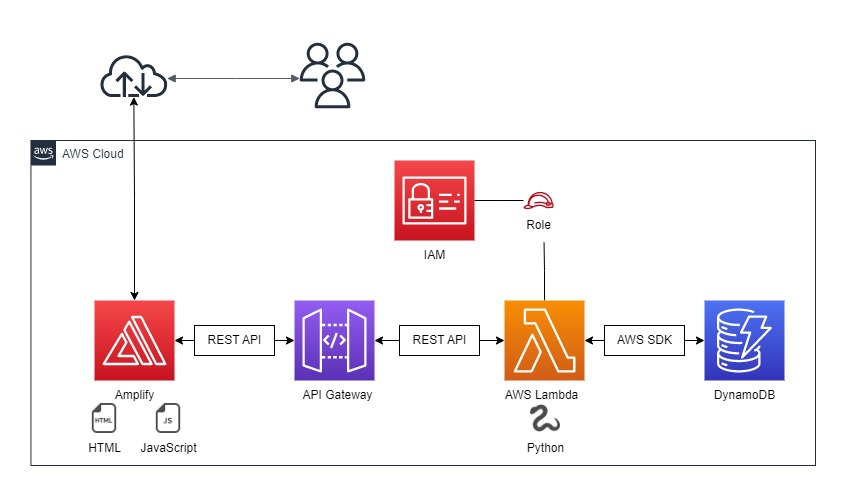 aws
AWS Cloud
IAM
Role
REST API
</>
REST API
AWS SDK
Amplify
API Gateway
AWS Lambda
DynamoDB
HTML
JS
HTML
JavaScript
Python